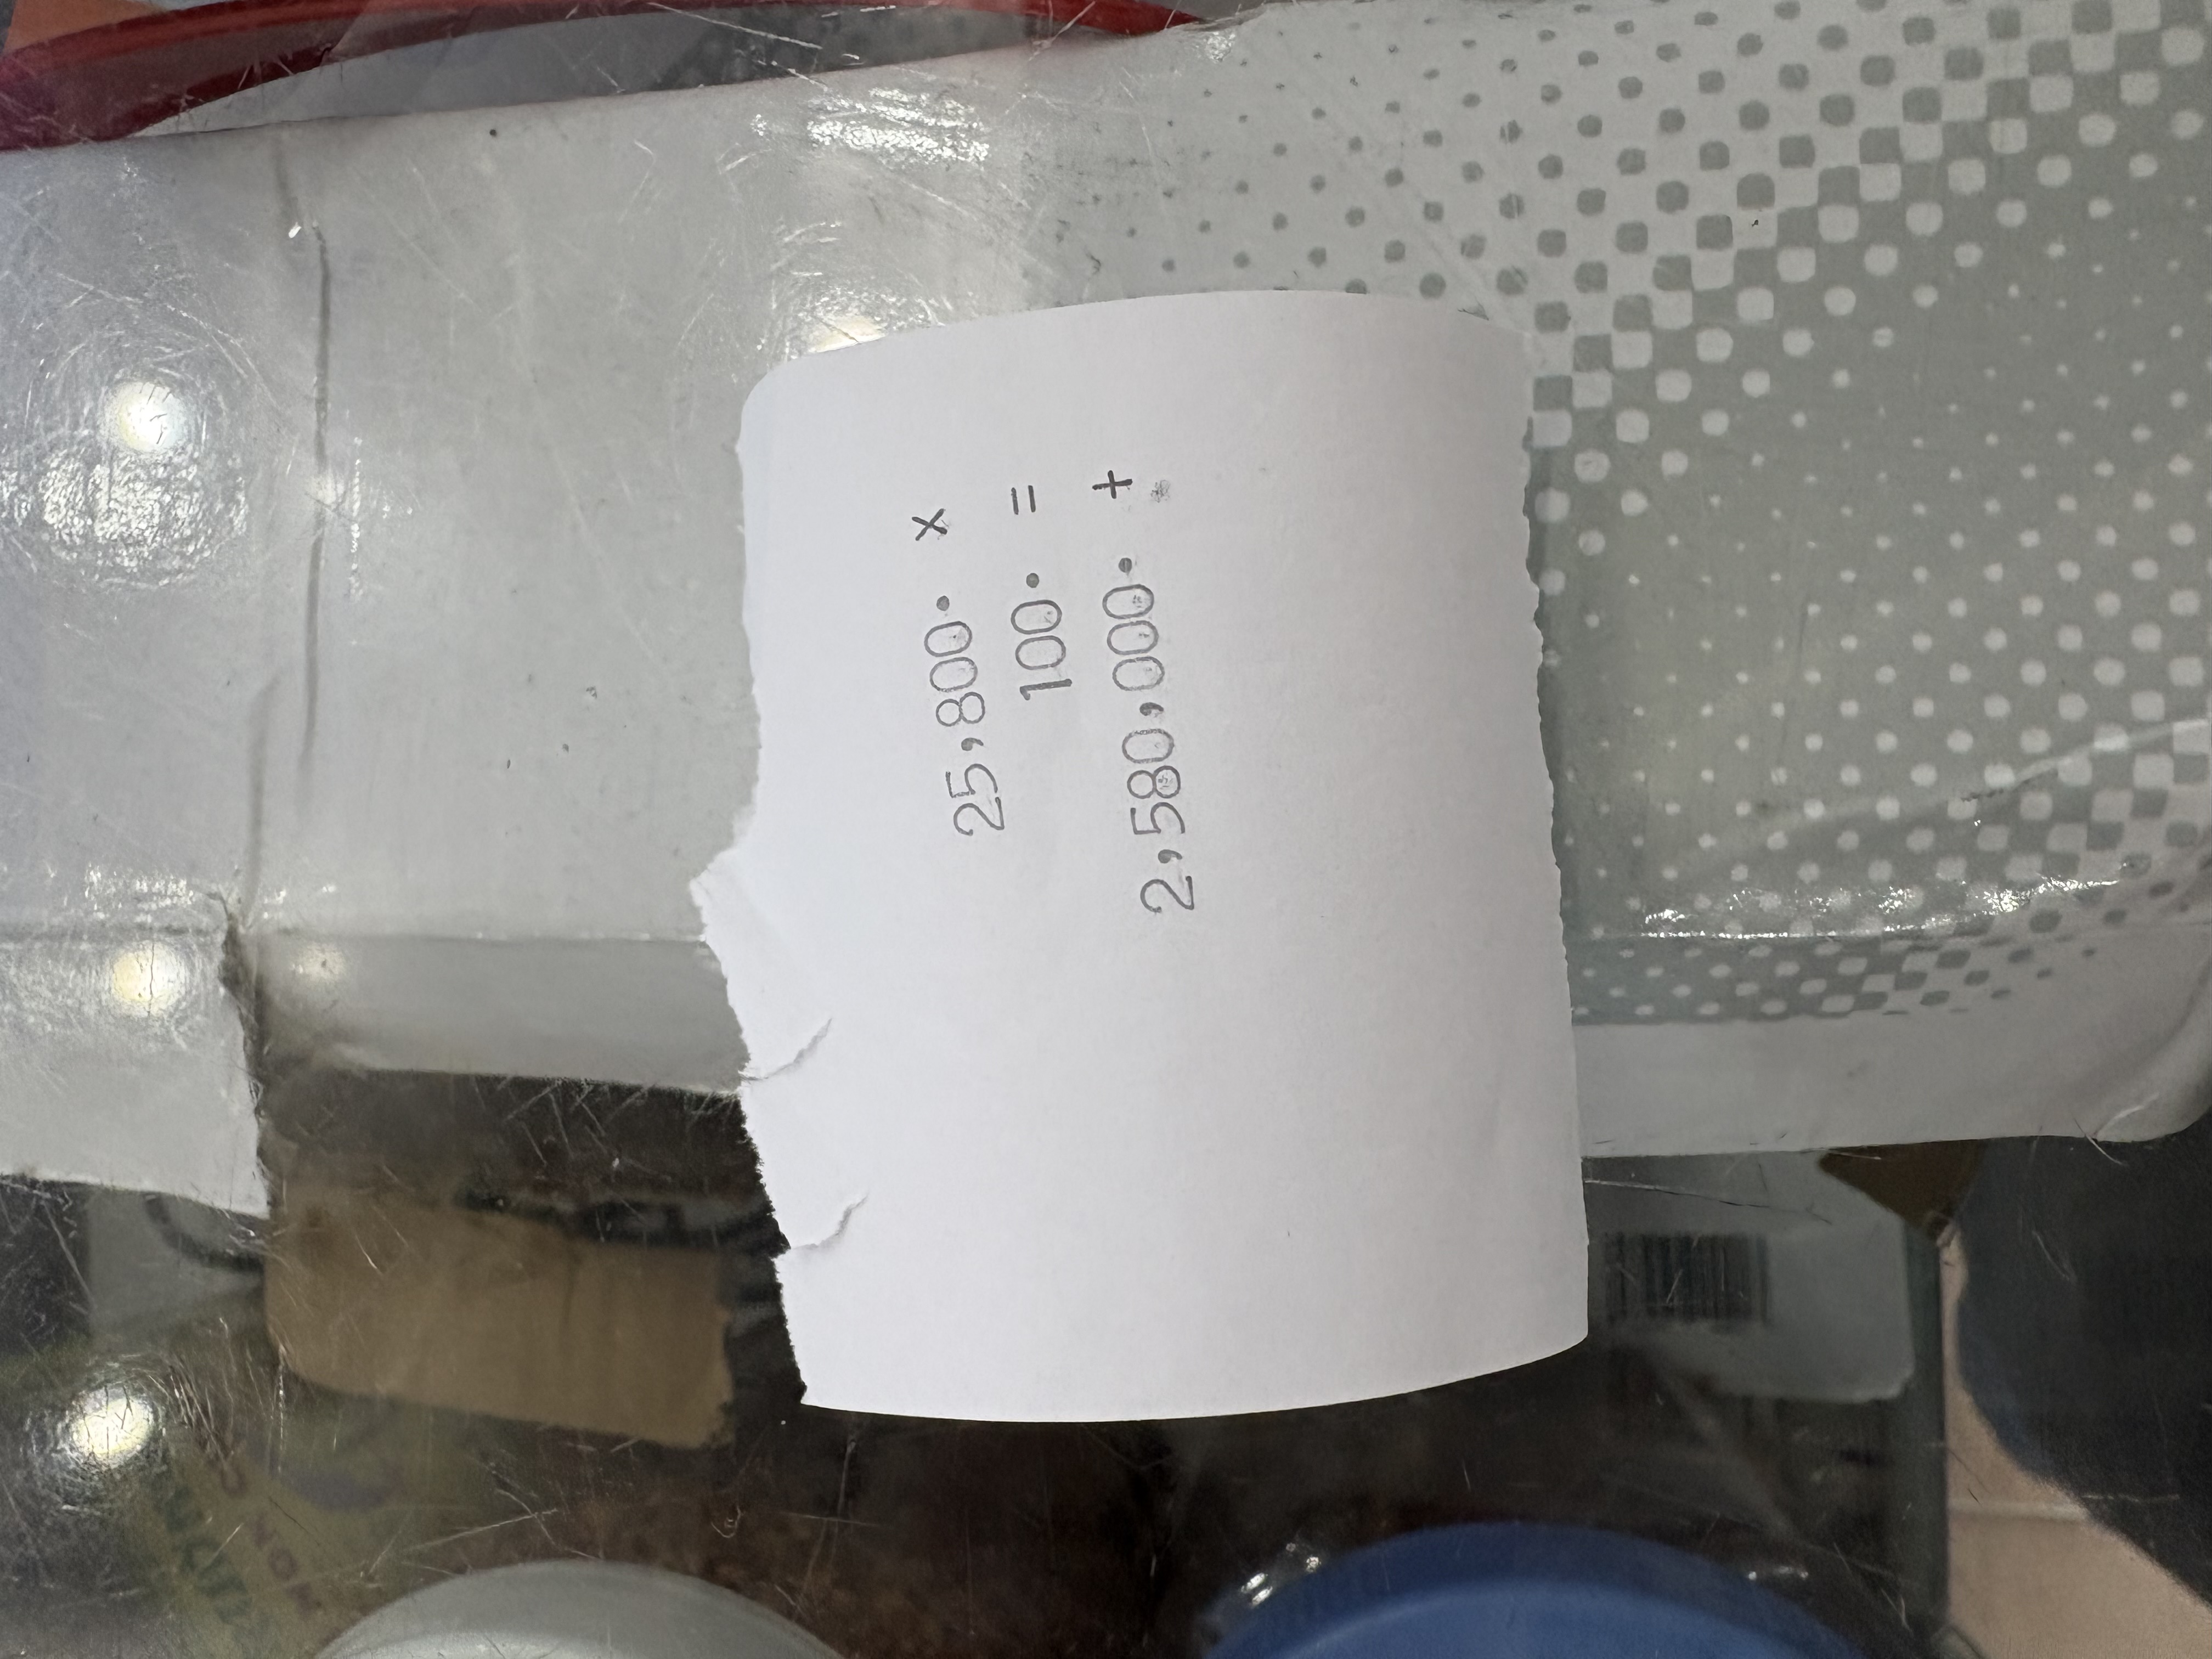 25,800. x
100. =
2,580,000. +